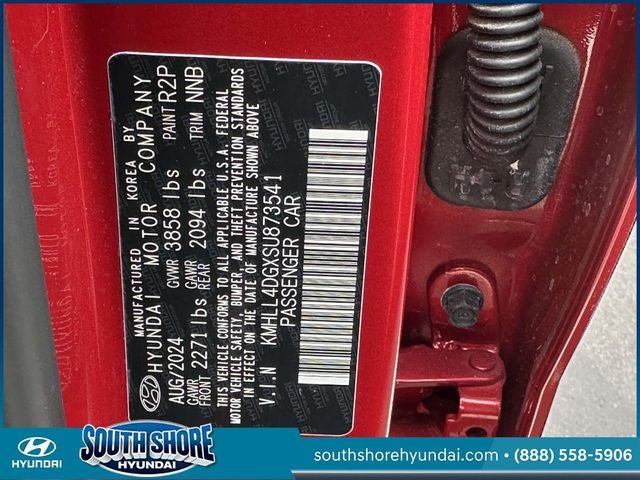 MANUFACTURED IN KOREA BY
HYUNDAI MOTOR COMPANY
AUG/2024 GVWR 3858 lbs PAINT R2P
GAWR FRONT 2271 lbs GAWR REAR 2094 lbs TRIM NNB
THIS VEHICLE CONFORMS TO ALL APPLICABLE U.S.A. FEDERAL
MOTOR VEHICLE SAFETY, BUMPER, AND THEFT PREVENTION STANDARDS
IN EFFECT ON THE DATE OF MANUFACTURE SHOWN ABOVE
V.I.N KMHLL4DGXSU873541
PASSENGER CAR
HYUNDAI
SOUTH SHORE
HYUNDAI
southshorehyundai.com • (888) 558-5906